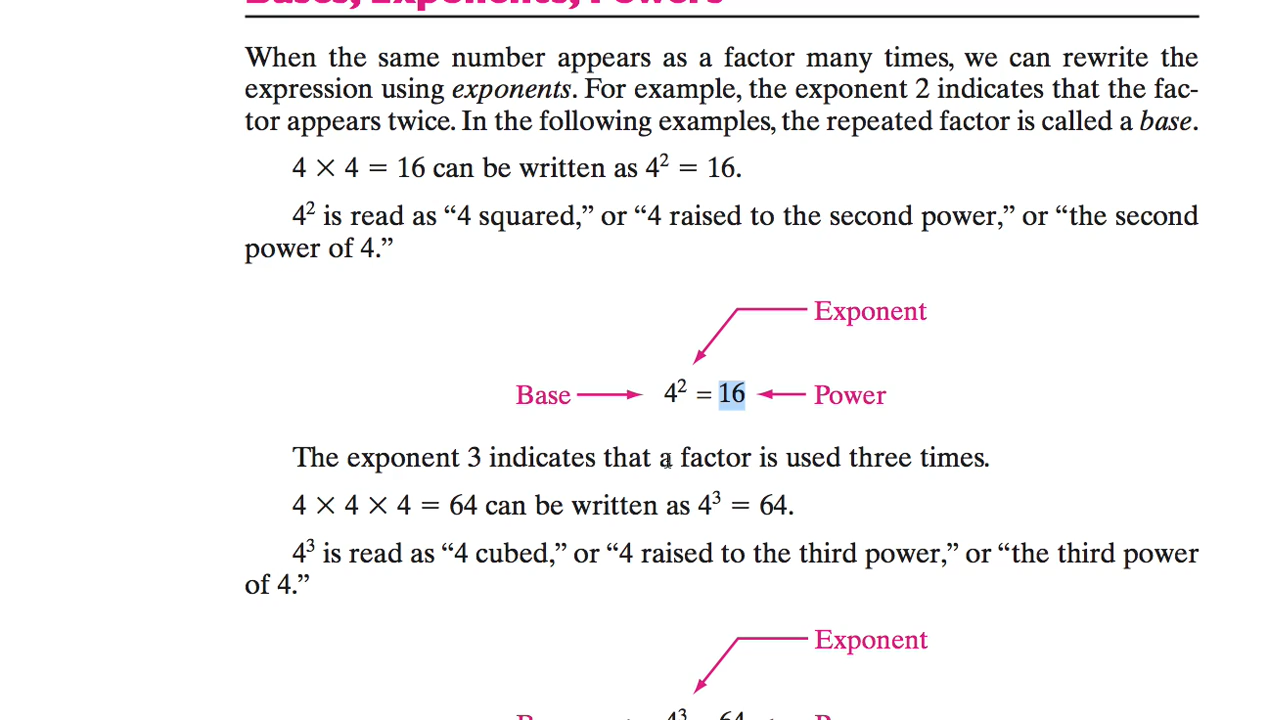 Bases, Exponents, Powers
When the same number appears as a factor many times, we can rewrite the
expression using exponents. For example, the exponent 2 indicates that the fac-
tor appears twice. In the following examples, the repeated factor is called a base.
4 × 4 = 16 can be written as 4² = 16.
4² is read as “4 squared,” or “4 raised to the second power,” or “the second
power of 4.”
Exponent
Base 4² = 16 Power
The exponent 3 indicates that a factor is used three times.
4 × 4 × 4 = 64 can be written as 4³ = 64.
4³ is read as “4 cubed,” or “4 raised to the third power,” or “the third power
of 4.”
Exponent
4³ = 64